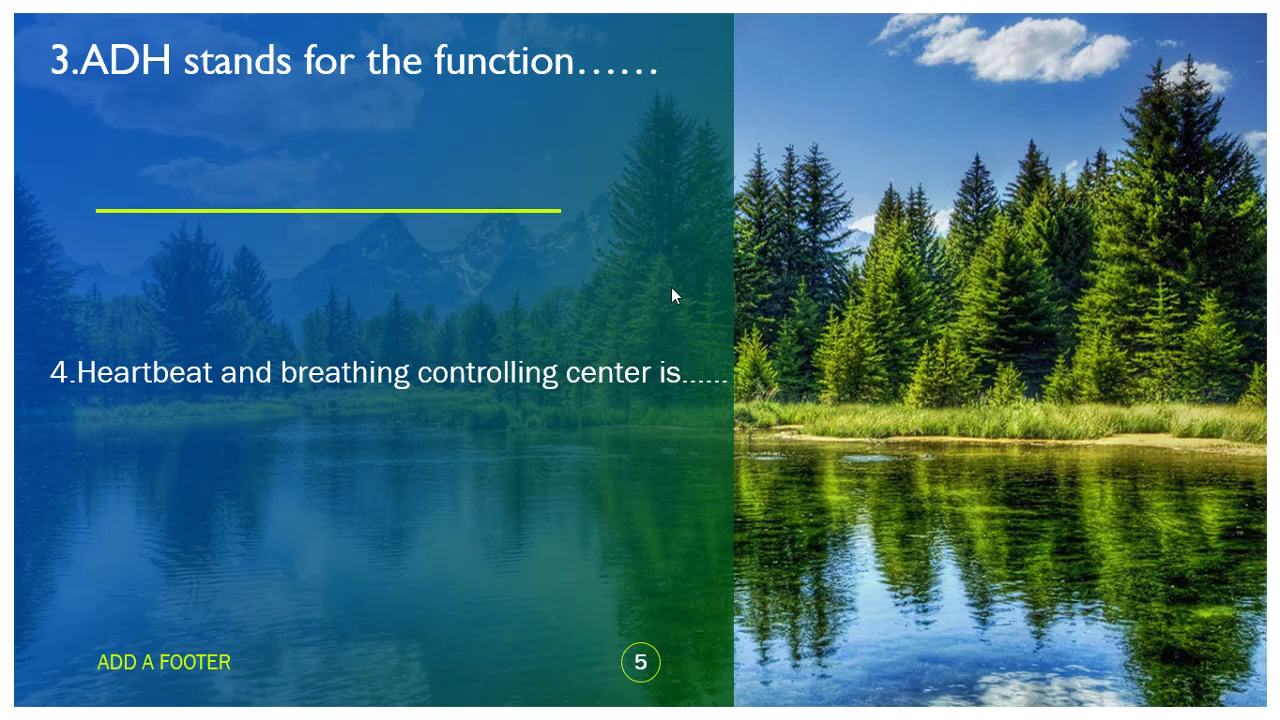 3.ADH stands for the function……
4.Heartbeat and breathing controlling center is......
ADD A FOOTER
5